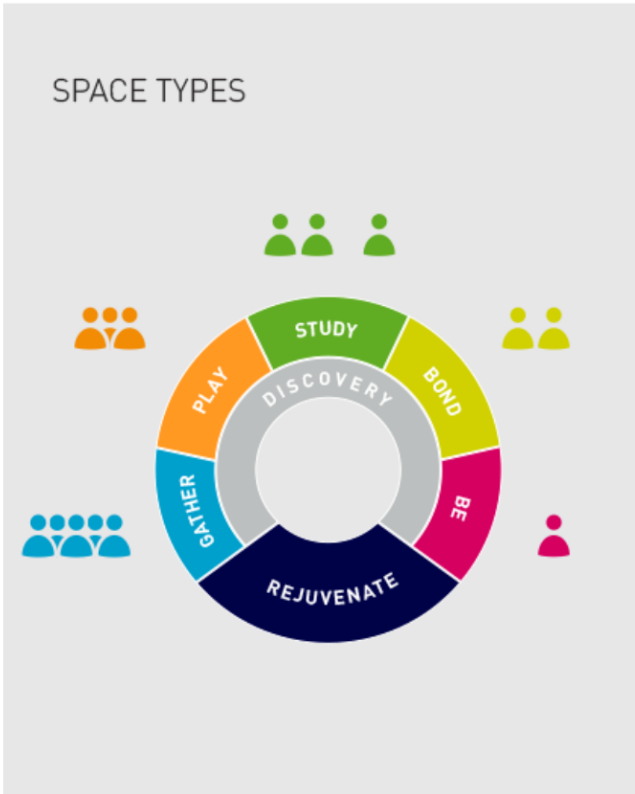 SPACE TYPES
STUDY
PLAY
DISCOVERY
BOND
GATHER
BE
REJUVENATE